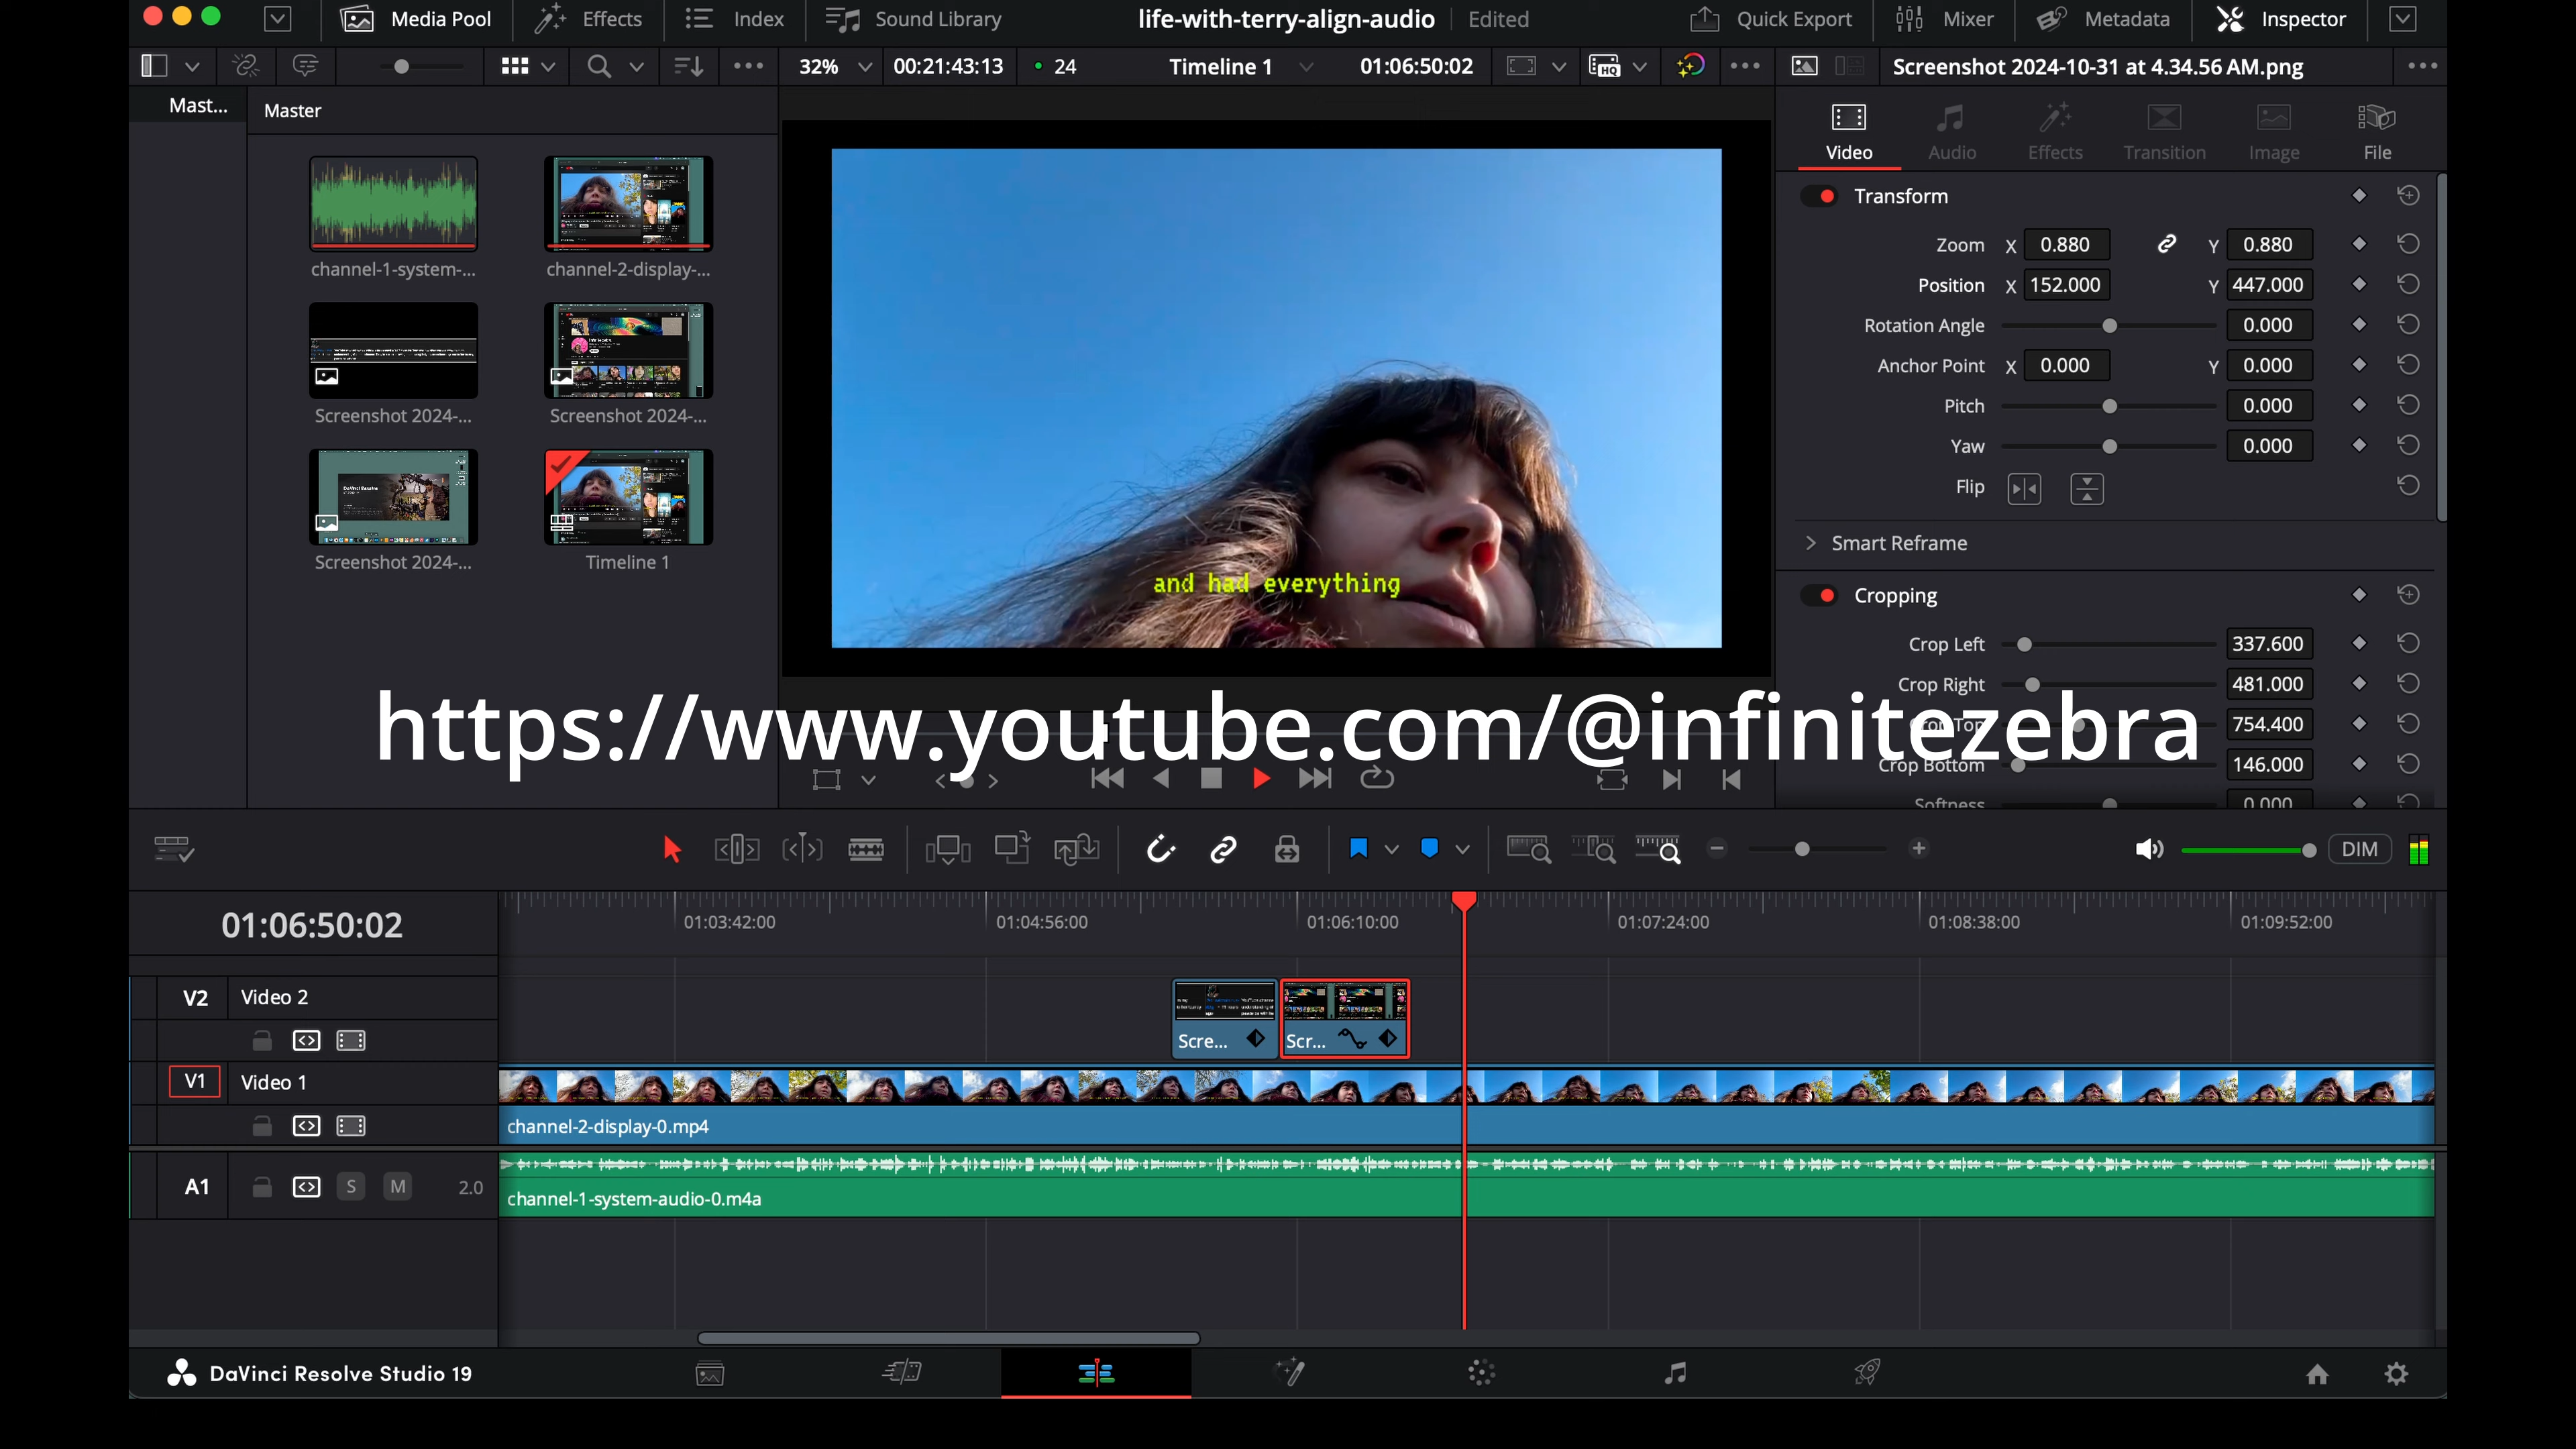 Media Pool
Effects
Index
Sound Library
life-with-terry-align-audio
Edited
Quick Export
Mixer
Metadata
Inspector
32%
00:21:43:13
24
Timeline 1
01:06:50:02
HQ
Screenshot 2024-10-31 at 4.34.56 AM.png
Mast...
Master
channel-1-system-...
channel-2-display-...
Screenshot 2024-...
Screenshot 2024-...
Screenshot 2024-...
Timeline 1
and had everything
Video
Audio
Effects
Transition
Image
File
Transform
Zoom X 0.880 Y 0.880
Position X 152.000 Y 447.000
Rotation Angle 0.000
Anchor Point X 0.000 Y 0.000
Pitch 0.000
Yaw 0.000
Flip
Smart Reframe
Cropping
Crop Left 337.600
Crop Right 481.000
Crop Top 754.400
Crop Bottom 146.000
Softness 0.000
https://www.youtube.com/@infinitezebra
DIM
01:06:50:02
01:03:42:00
01:04:56:00
01:06:10:00
01:07:24:00
01:08:38:00
01:09:52:00
V2 Video 2
Scre...
Scr...
V1 Video 1
channel-2-display-0.mp4
A1 S M 2.0
channel-1-system-audio-0.m4a
DaVinci Resolve Studio 19